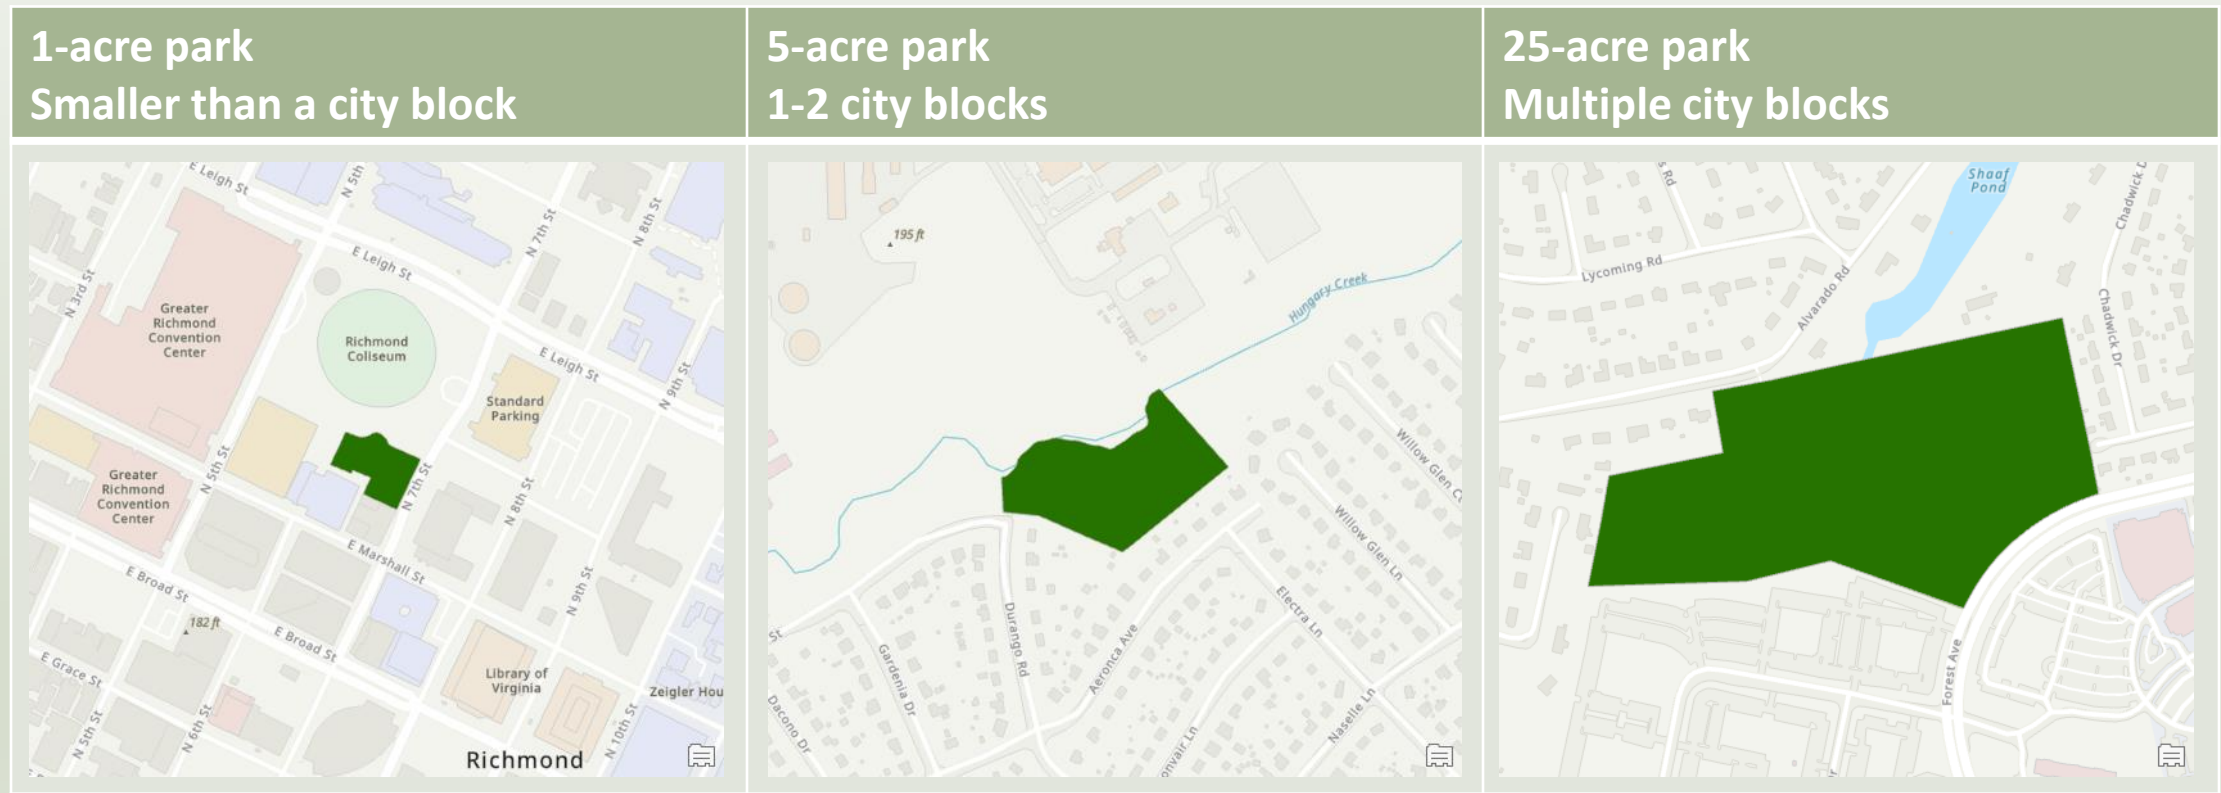 1-acre park
Smaller than a city block
5-acre park
1-2 city blocks
25-acre park
Multiple city blocks
E Leigh St
N 5th
N 7th St
N 8th St
E Leigh St
N 3rd St
Greater
Richmond
Convention
Center
Richmond
Coliseum
E Leigh St
Standard
Parking
N 9th St
Greater
Richmond
Convention
Center
N 5th St
N 7th St
N 8th St
E Marshall St
E Broad St
N 9th St
182 ft
E Broad St
E Grace St
Library of
Virginia
Zeigler Hou
N 5th St
N 6th St
N 10th St
Richmond
195 ft
Hungary Creek
Willow Glen C
Willow Glen Ln
St
Durango Rd
Electra Ln
Gardenia Dr
Aeronca Ave
Dacono Dr
Naselle Ln
onvair Ln
s Rd
Shaaf
Pond
Chadwick D
Lycoming Rd
Alvarado Rd
Chadwick Dr
Forest Ave